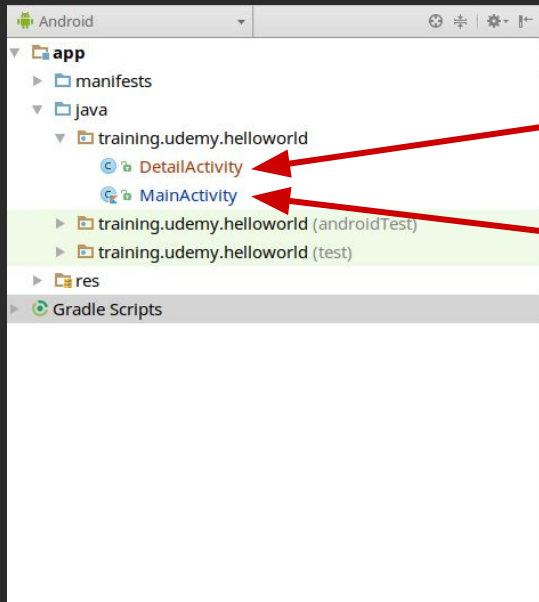 Android
app
manifests
java
training.udemy.helloworld
DetailActivity
MainActivity
training.udemy.helloworld (androidTest)
training.udemy.helloworld (test)
res
Gradle Scripts